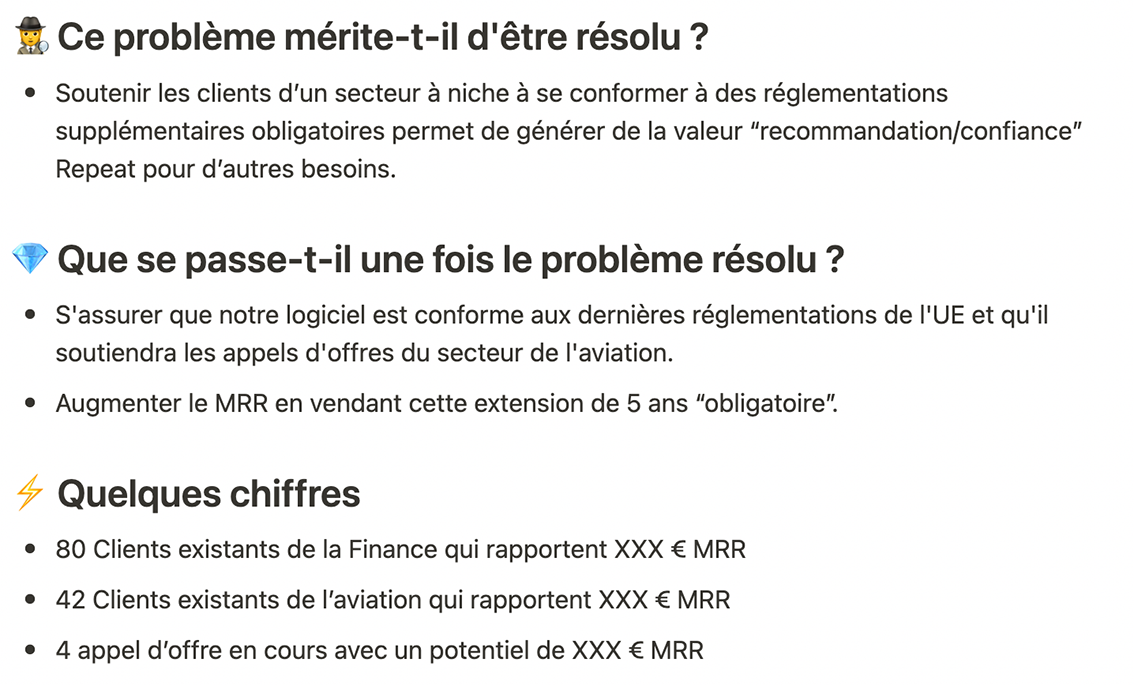 🕵️ Ce problème mérite-t-il d'être résolu ?
• Soutenir les clients d’un secteur à niche à se conformer à des réglementations
supplémentaires obligatoires permet de générer de la valeur “recommandation/confiance”
Repeat pour d’autres besoins.
💎 Que se passe-t-il une fois le problème résolu ?
• S'assurer que notre logiciel est conforme aux dernières réglementations de l'UE et qu'il
soutiendra les appels d'offres du secteur de l'aviation.
• Augmenter le MRR en vendant cette extension de 5 ans “obligatoire”.
⚡ Quelques chiffres
• 80 Clients existants de la Finance qui rapportent XXX € MRR
• 42 Clients existants de l’aviation qui rapportent XXX € MRR
• 4 appel d’offre en cours avec un potentiel de XXX € MRR